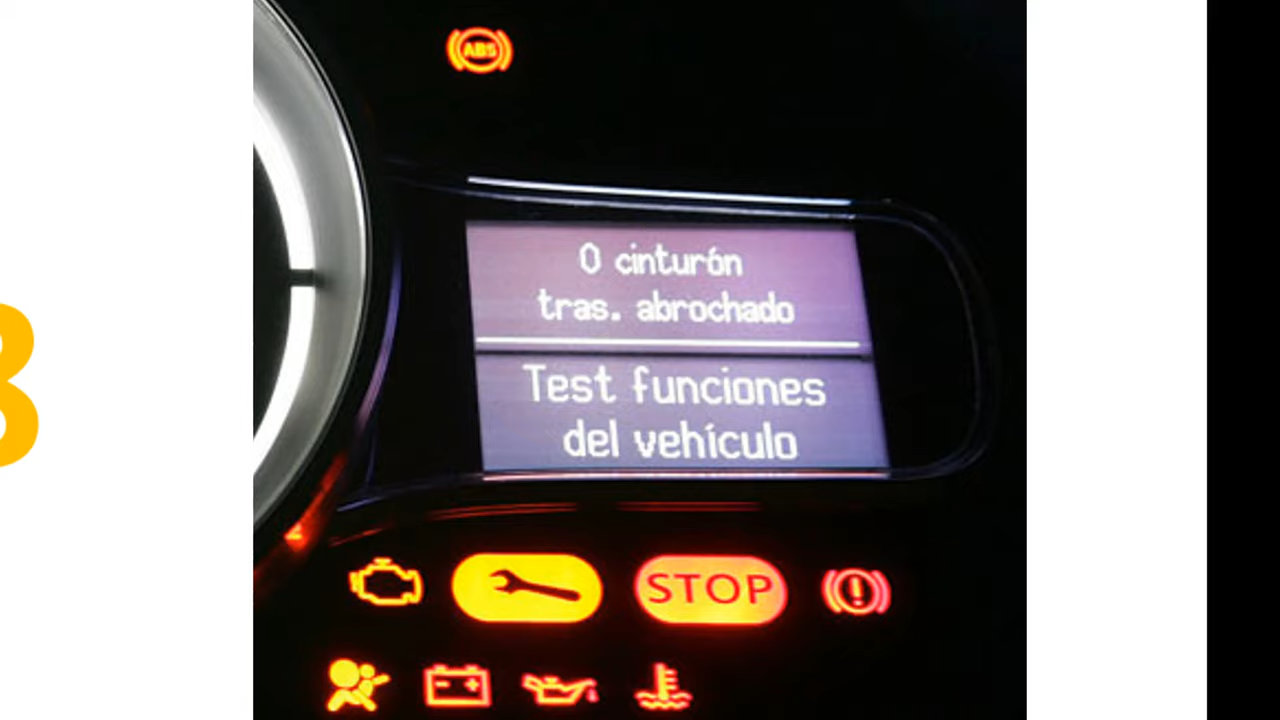 ABS
0 cinturón
tras. abrochado
Test funciones
del vehículo
STOP